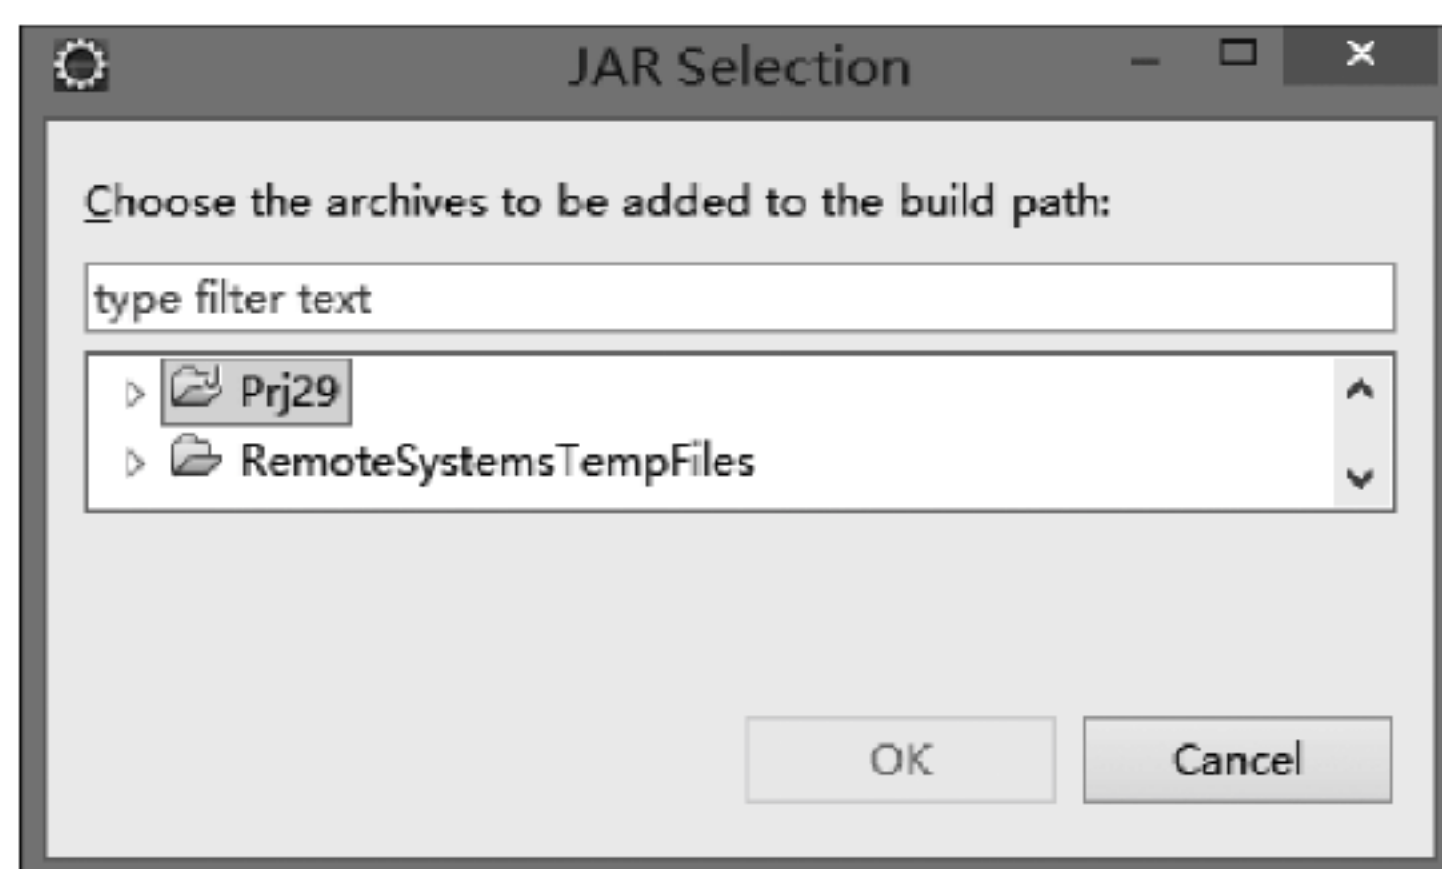 JAR Selection
Choose the archives to be added to the build path:
type filter text
Prj29
RemoteSystemsTempFiles
OK Cancel